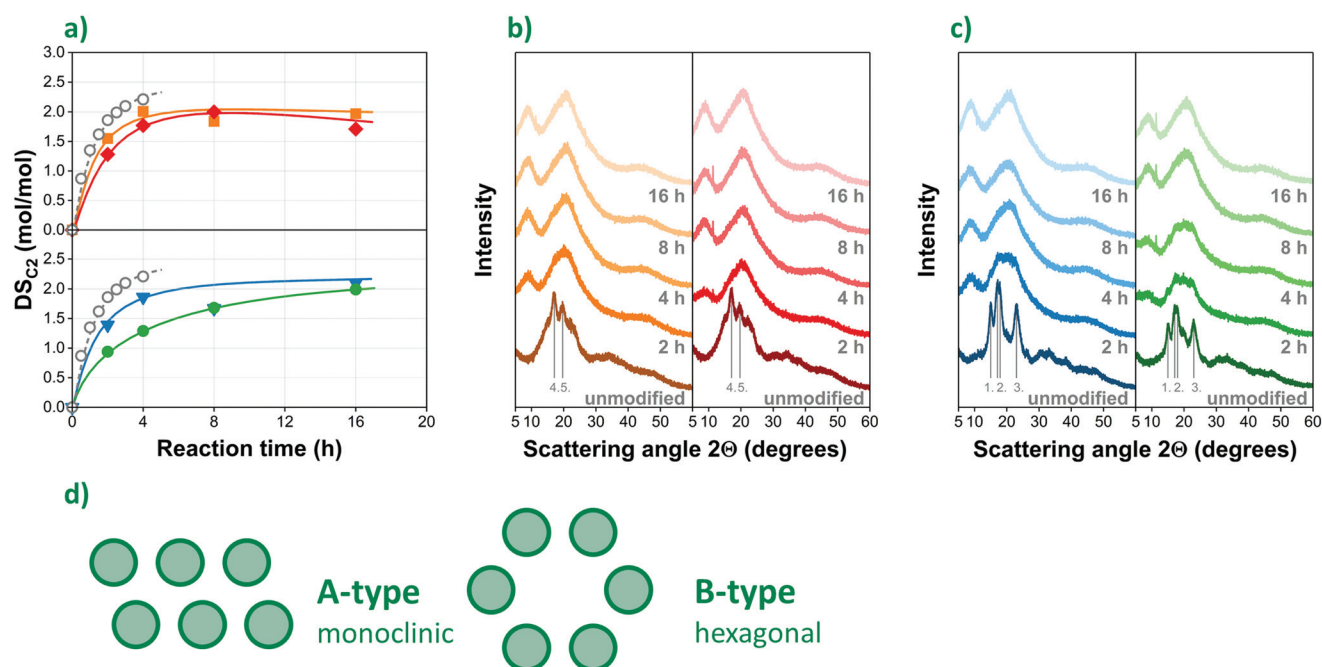 a)
3.0
2.5
2.0
1.5
1.0
0.5
0.0
2.5
2.0
1.5
1.0
0.5
0.0
0 4 8 12 16 20
DS_C2 (mol/mol)
Reaction time (h)
b)
Intensity
16 h
8 h
4 h
2 h
unmodified
4. 5.
16 h
8 h
4 h
2 h
unmodified
4. 5.
5 10 20 30 40 50 10 20 30 40 50 60
Scattering angle 2Θ (degrees)
c)
Intensity
16 h
8 h
4 h
2 h
unmodified
1. 2. 3.
16 h
8 h
4 h
2 h
unmodified
1. 2. 3.
5 10 20 30 40 50 5 10 20 30 40 50 60
Scattering angle 2Θ (degrees)
d)
A-type
monoclinic
B-type
hexagonal